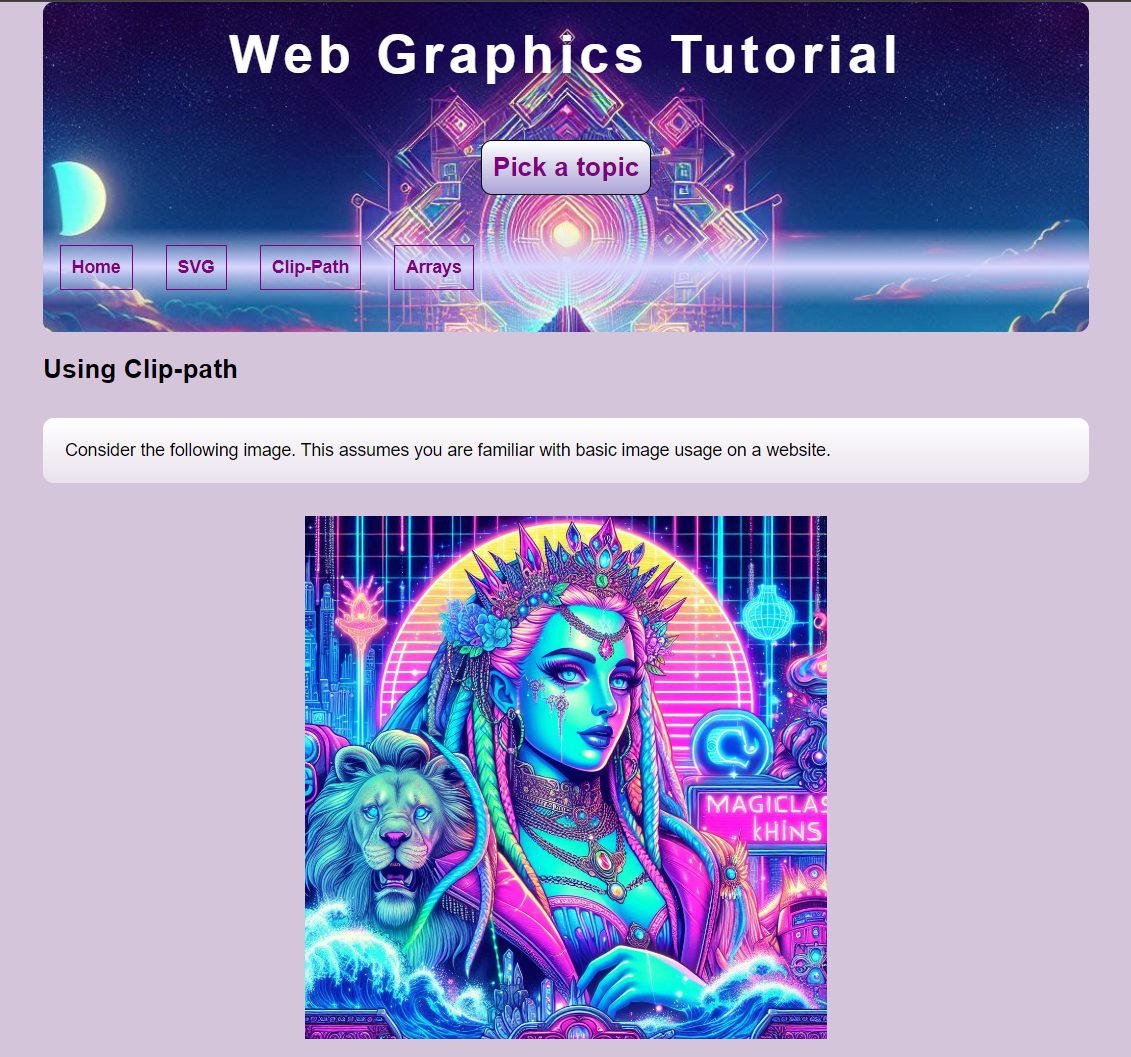 Web Graphics Tutorial
Pick a topic
Home SVG Clip-Path Arrays
Using Clip-path
Consider the following image. This assumes you are familiar with basic image usage on a website.
MAGICLAS
kHiNS